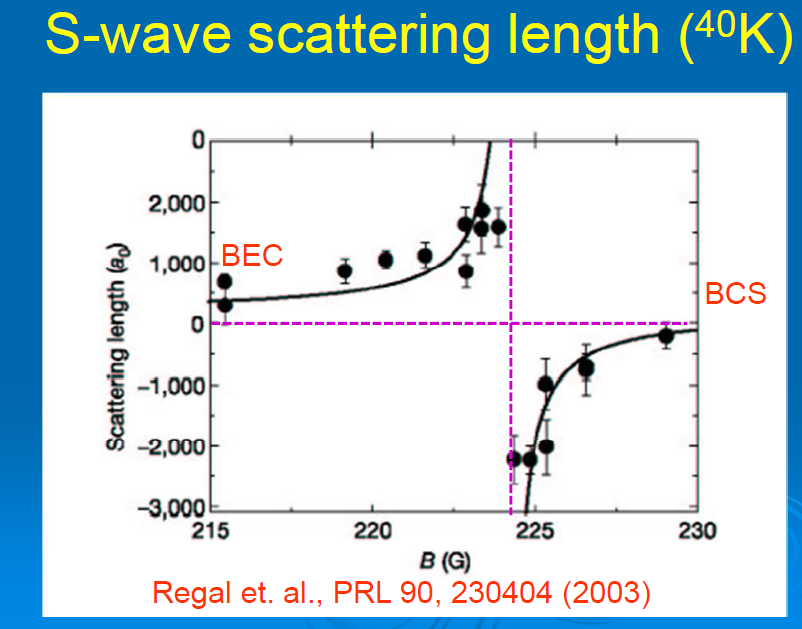 S-wave scattering length (⁴⁰K)
0
2,000
1,000
0
–1,000
–2,000
–3,000
Scattering length (a₀)
BEC
BCS
215 220 225 230
B (G)
Regal et. al., PRL 90, 230404 (2003)